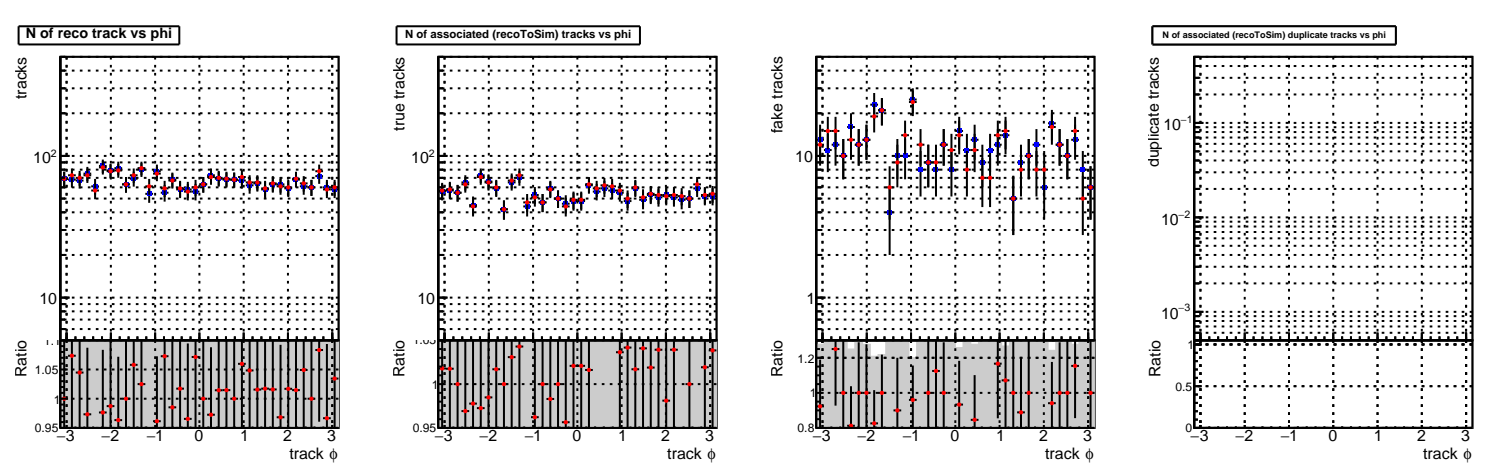 N of reco track vs phi
tracks
10²
10
Ratio
1.05
1
0.95
−3 −2 −1 0 1 2 3
track ϕ
N of associated (recoToSim) tracks vs phi
true tracks
10²
10
Ratio
1.05
1
0.95
−3 −2 −1 0 1 2 3
track ϕ
fake tracks
10
1
Ratio
1.2
1
0.8
−3 −2 −1 0 1 2 3
track ϕ
N of associated (recoToSim) duplicate tracks vs phi
duplicate tracks
10⁻¹
10⁻²
10⁻³
Ratio
1
0.5
0
−3 −2 −1 0 1 2 3
track ϕ